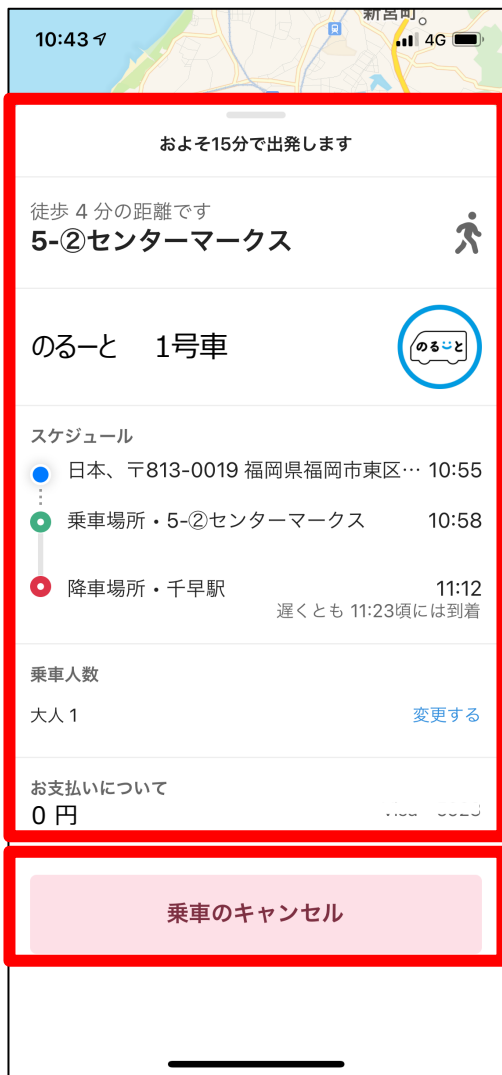 新宮町
10:43
4G
およそ15分で出発します
徒歩 4 分の距離です
5-②センターマークス
のるーと 1号車
のるーと
スケジュール
日本、〒813-0019 福岡県福岡市東区… 10:55
乗車場所・5-②センターマークス 10:58
降車場所・千早駅 11:12
遅くとも 11:23頃には到着
乗車人数
大人 1 変更する
お支払いについて
0 円
乗車のキャンセル